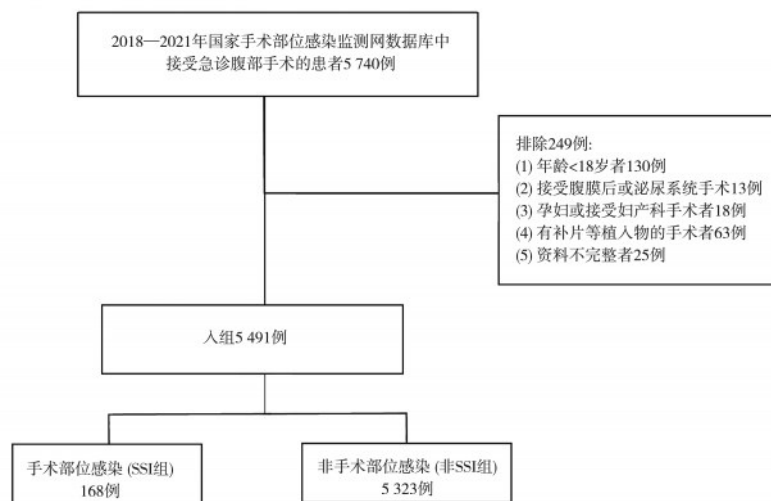 2018—2021年国家手术部位感染监测网数据库中
接受急诊腹部手术的患者5 740例
排除249例:
(1) 年龄<18岁者130例
(2) 接受腹膜后或泌尿系统手术13例
(3) 孕妇或接受妇产科手术者18例
(4) 有补片等植入物的手术者63例
(5) 资料不完整者25例
入组5 491例
手术部位感染 (SSI组)
168例
非手术部位感染 (非SSI组)
5 323例